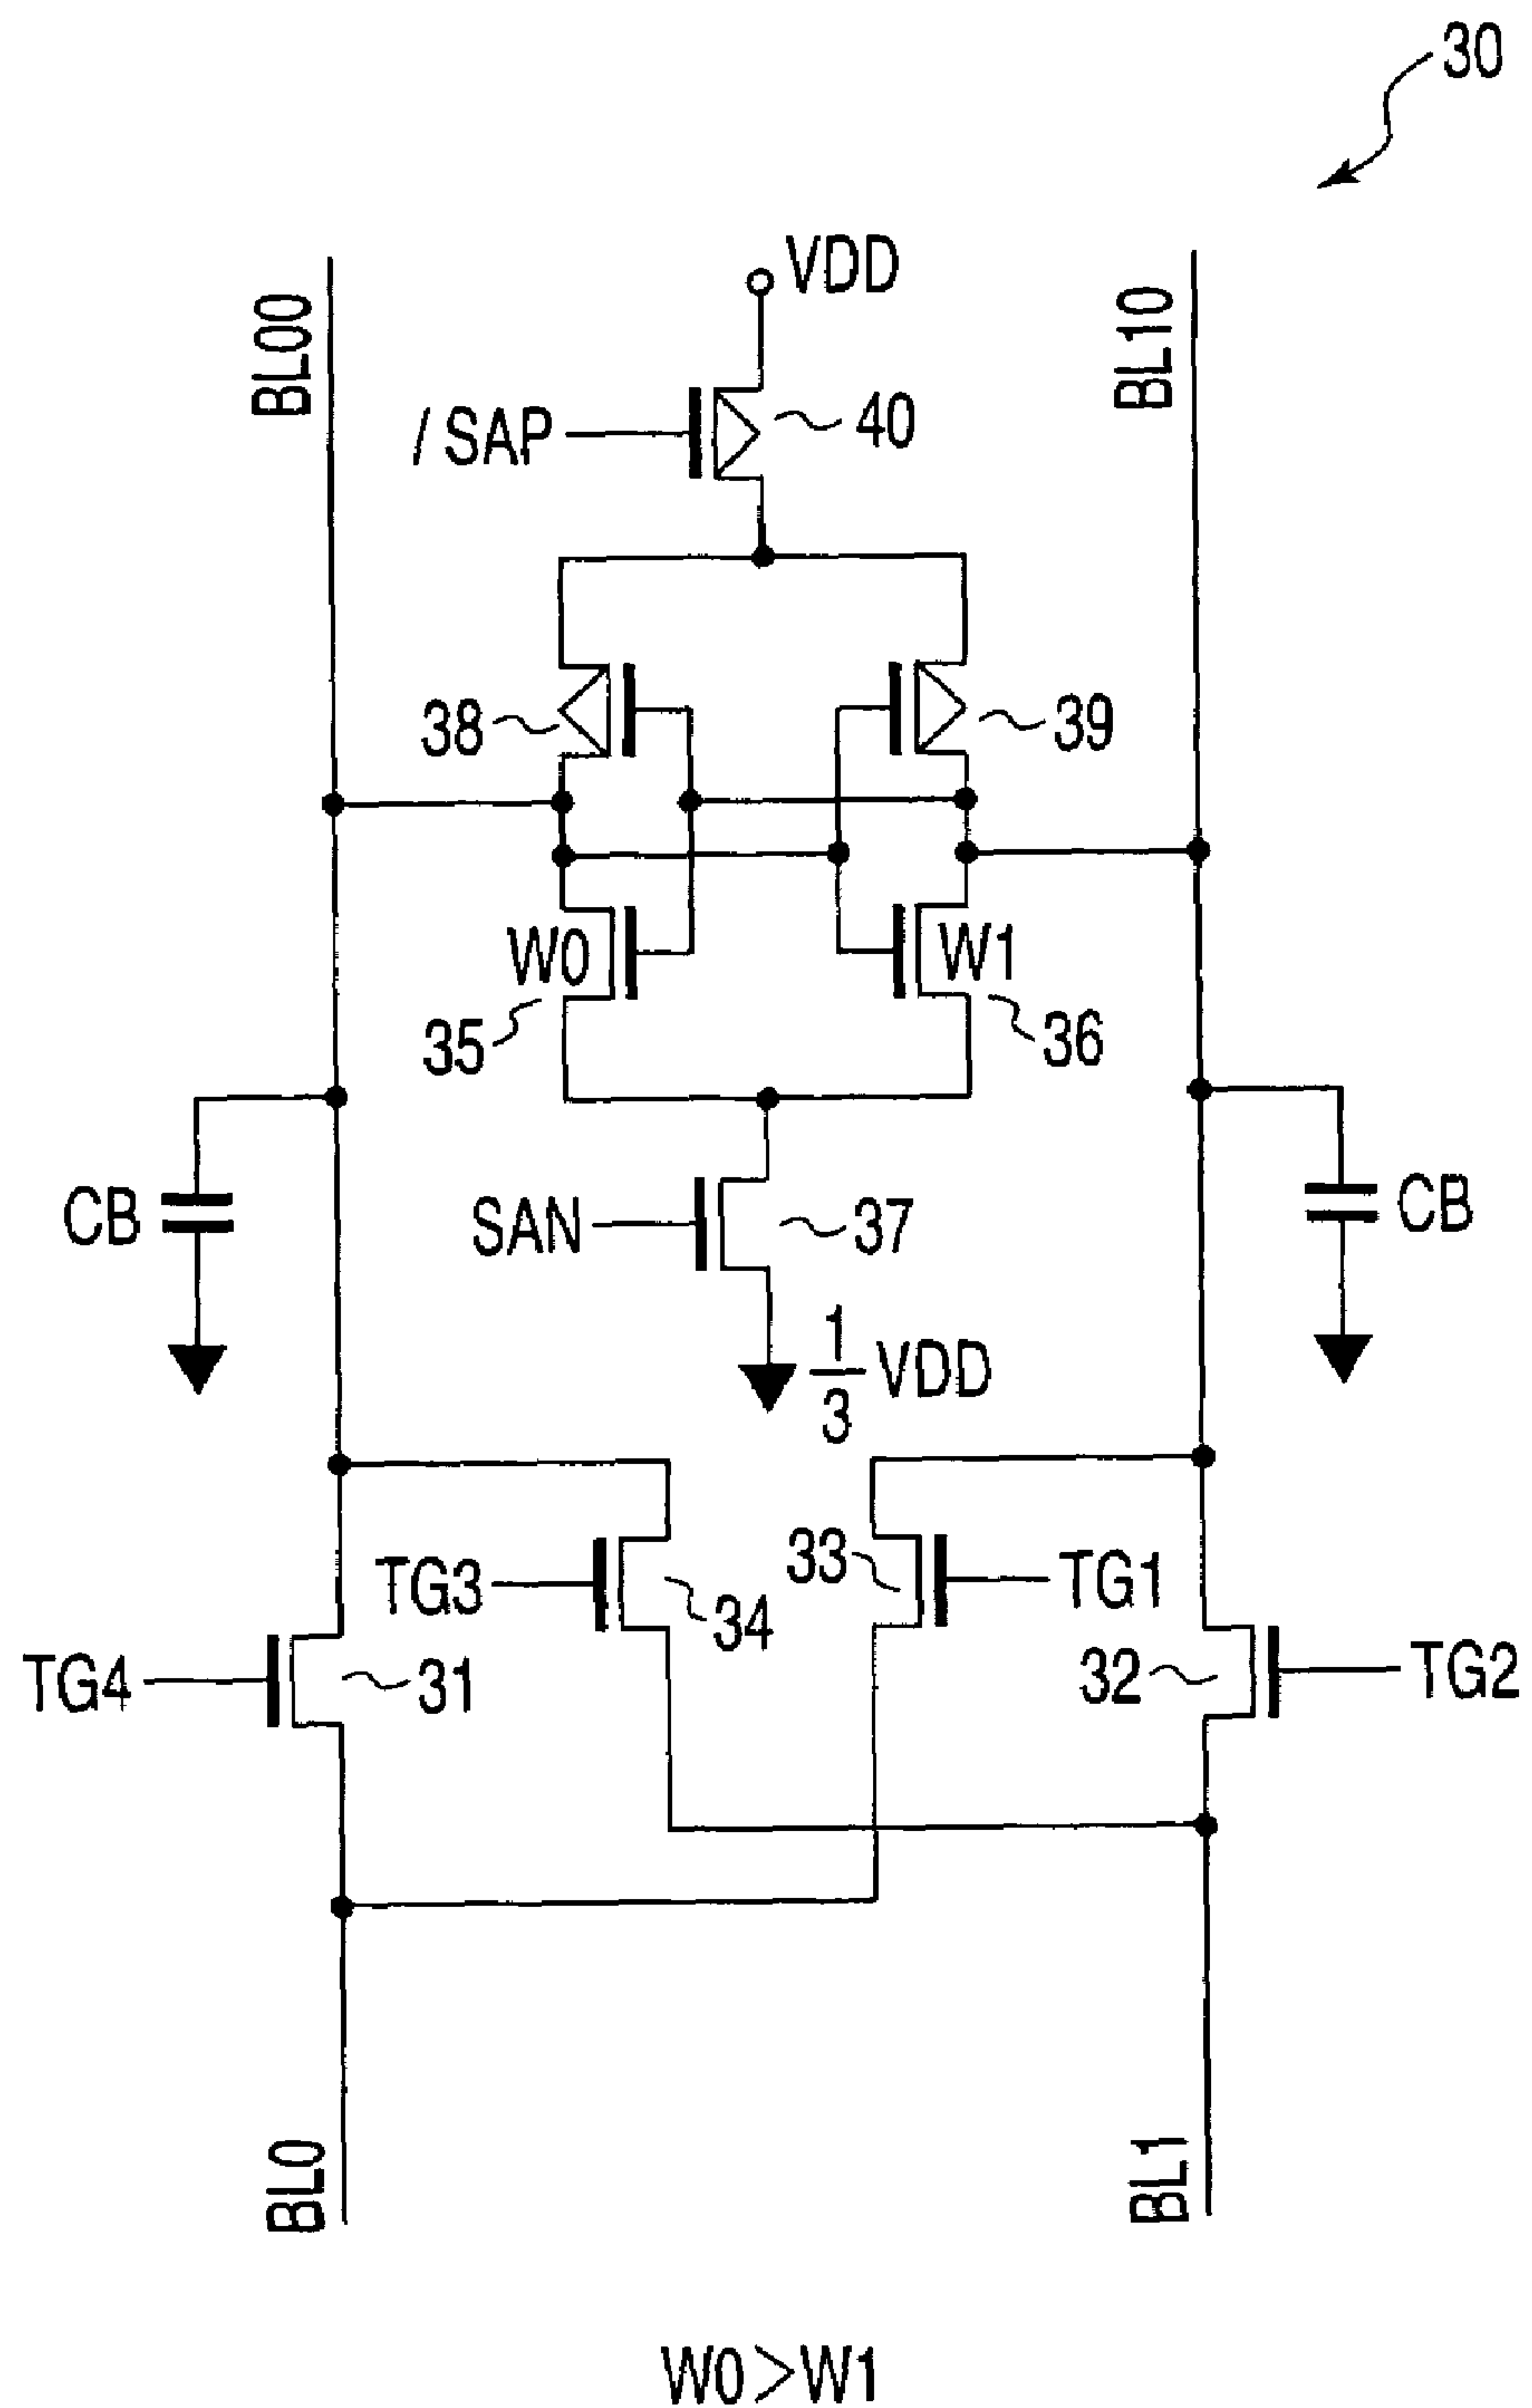 30
VDD
BL00
BL10
/ SAP
40
38
39
W0
W1
35
36
CB
SAN
37
CB
1/3 VDD
TG3
33
TG1
34
TG4
31
32
TG2
BL0
BL1
W0>W1